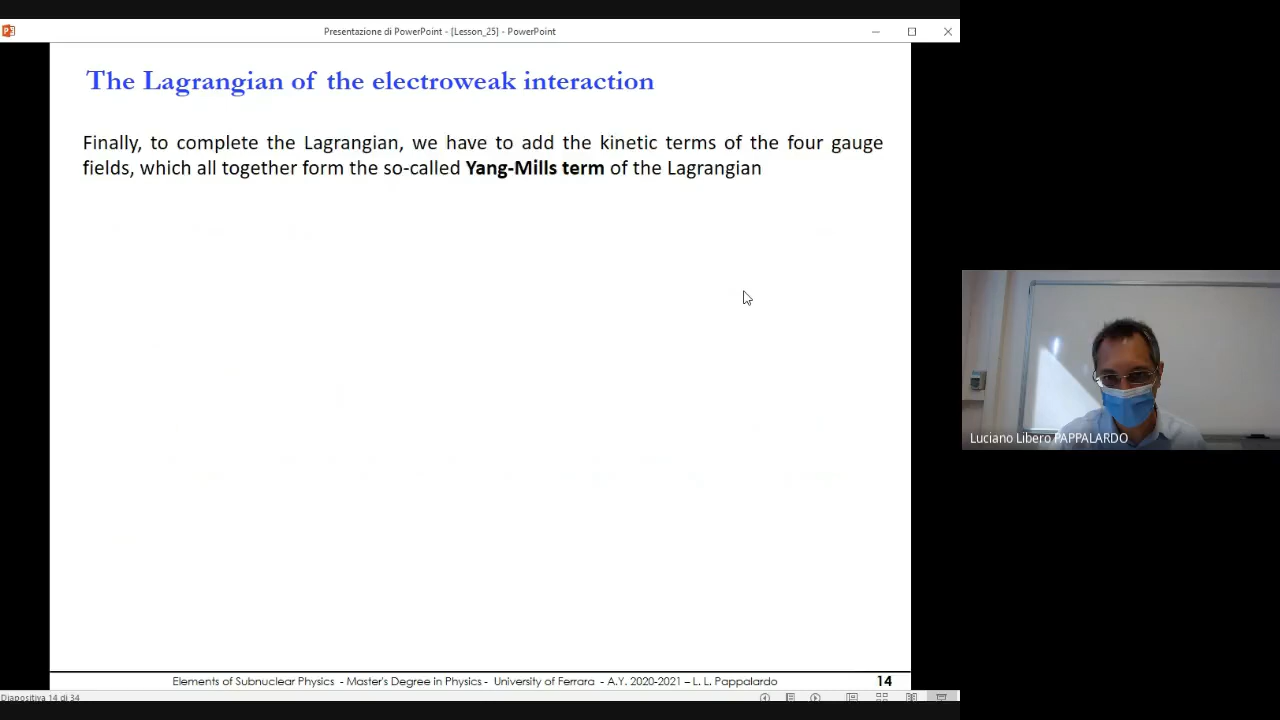 Presentazione di PowerPoint - [Lesson_25] - PowerPoint
The Lagrangian of the electroweak interaction
Finally, to complete the Lagrangian, we have to add the kinetic terms of the four gauge
fields, which all together form the so-called Yang-Mills term of the Lagrangian
Luciano Libero PAPPALARDO
Elements of Subnuclear Physics - Master's Degree in Physics - University of Ferrara - A.Y. 2020-2021 – L. L. Pappalardo
14
Diapositiva 14 di 34